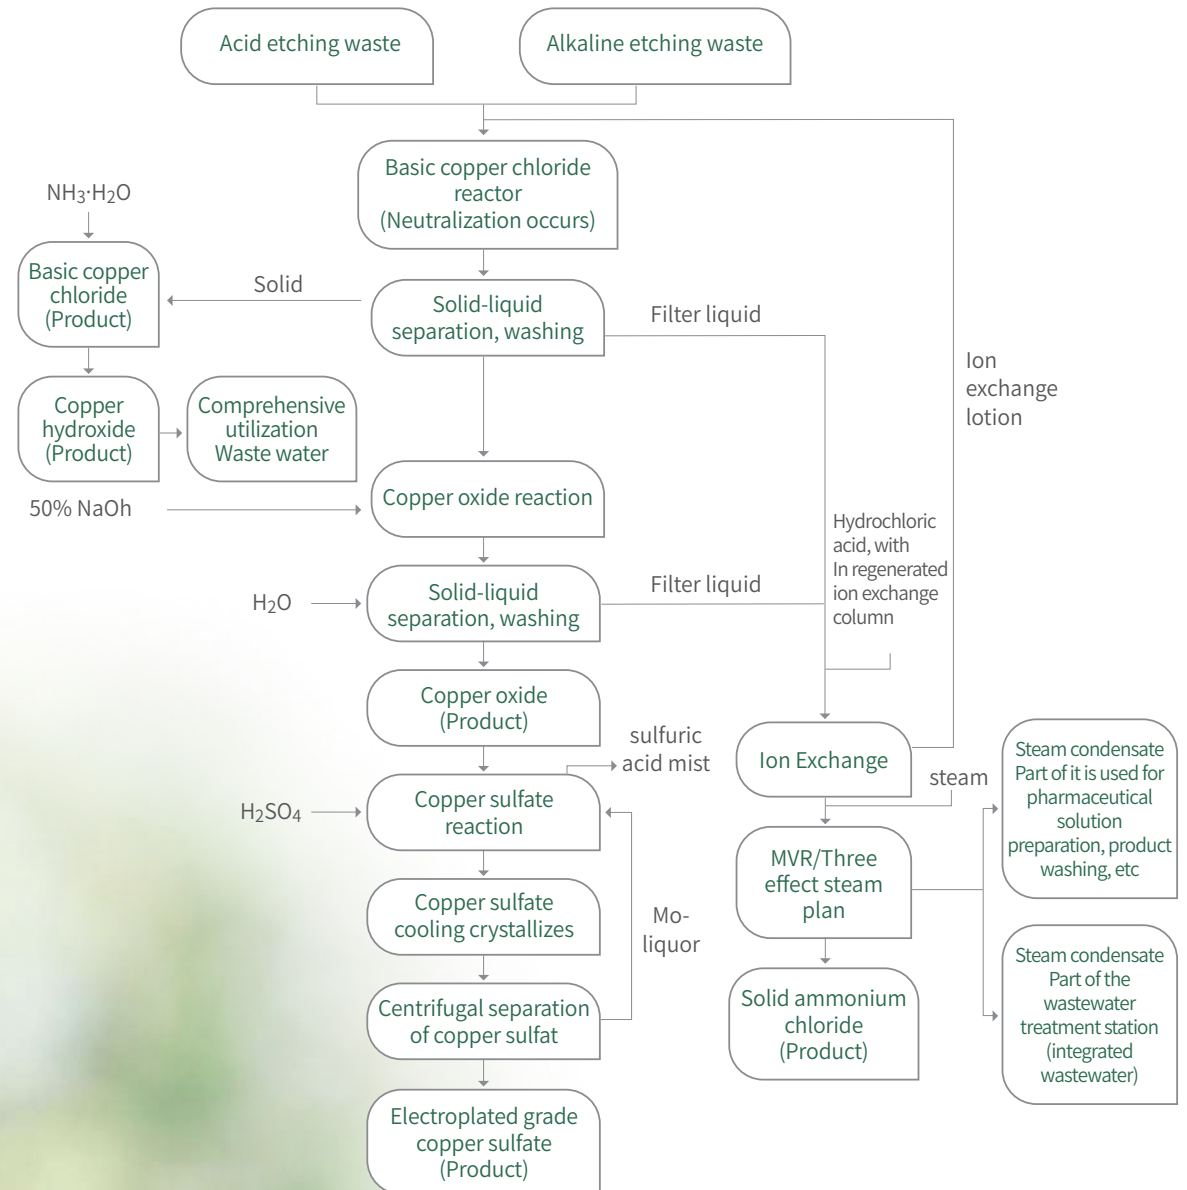 Acid etching waste
Alkaline etching waste
Basic copper chloride
reactor
(Neutralization occurs)
NH3·H2O
Basic copper
chloride
(Product)
Solid
Solid-liquid
separation, washing
Filter liquid
Ion
exchange
lotion
Copper
hydroxide
(Product)
Comprehensive
utilization
Waste water
50% NaOh
Copper oxide reaction
Hydrochloric
acid, with
In regenerated
ion exchange
column
H2O
Solid-liquid
separation, washing
Filter liquid
Copper oxide
(Product)
sulfuric
acid mist
Ion Exchange
steam
Steam condensate
Part of it is used for
pharmaceutical
solution
preparation, product
washing, etc
H2SO4
Copper sulfate
reaction
MVR/Three
effect steam
plan
Copper sulfate
cooling crystallizes
Mo-
liquor
Steam condensate
Part of the
wastewater
treatment station
(integrated
wastewater)
Centrifugal separation
of copper sulfat
Solid ammonium
chloride
(Product)
Electroplated grade
copper sulfate
(Product)